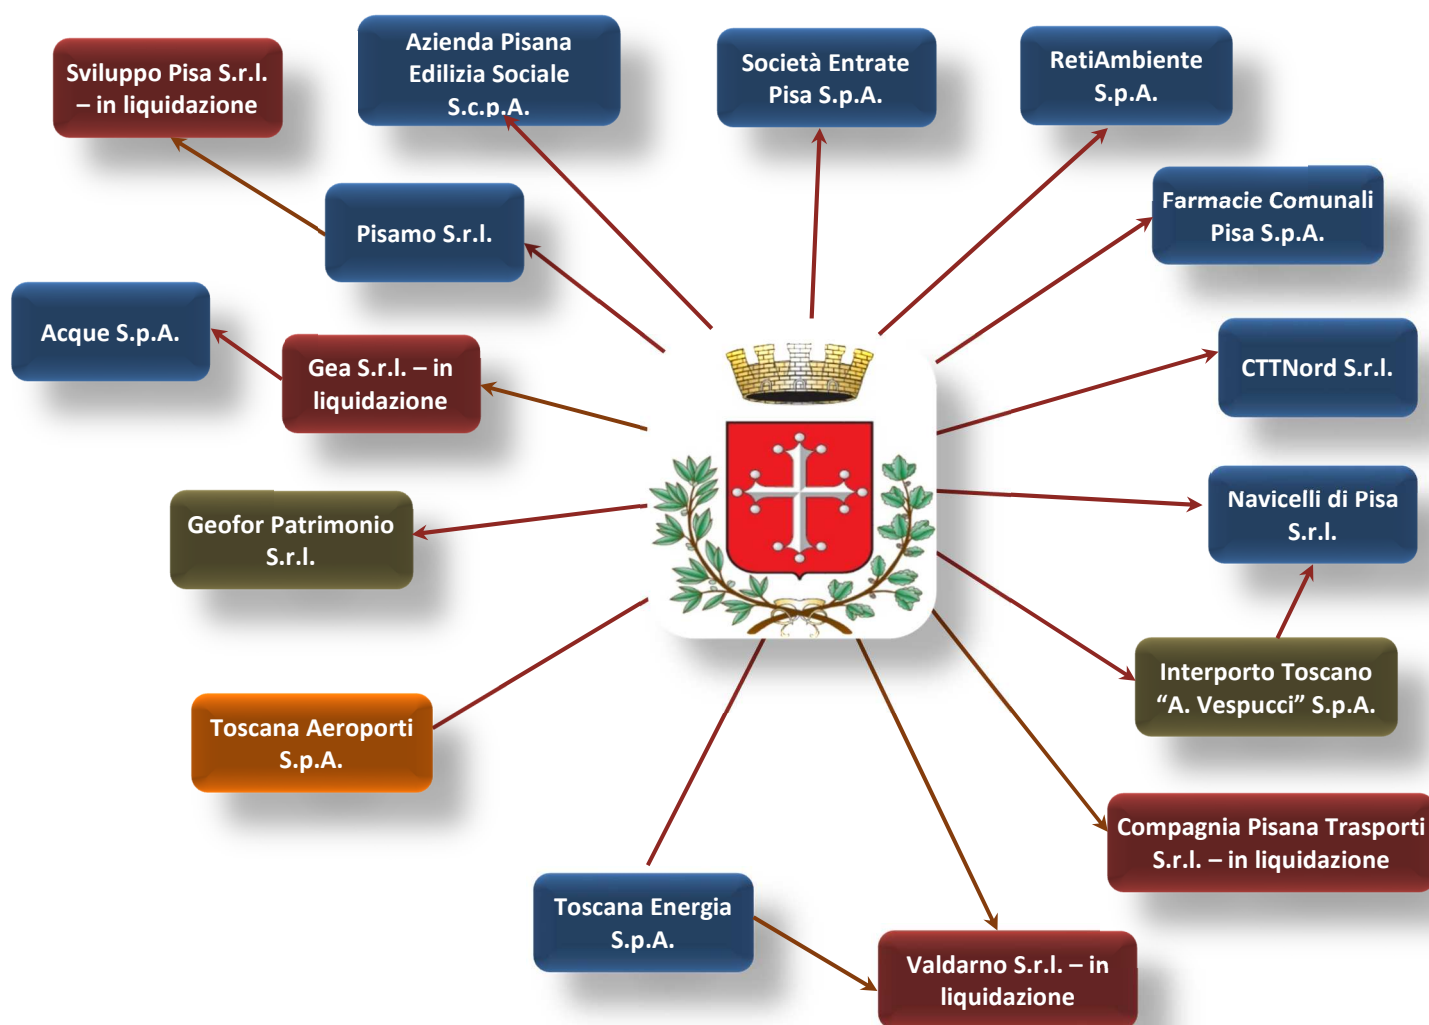 Azienda Pisana
Edilizia Sociale
S.c.p.A.
Società Entrate
Pisa S.p.A.
RetiAmbiente
S.p.A.
Sviluppo Pisa S.r.l.
– in liquidazione
Farmacie Comunali
Pisa S.p.A.
Pisamo S.r.l.
Acque S.p.A.
Gea S.r.l. – in
liquidazione
CTTNord S.r.l.
Geofor Patrimonio
S.r.l.
Navicelli di Pisa
S.r.l.
Interporto Toscano
“A. Vespucci” S.p.A.
Toscana Aeroporti
S.p.A.
Compagnia Pisana Trasporti
S.r.l. – in liquidazione
Toscana Energia
S.p.A.
Valdarno S.r.l. – in
liquidazione